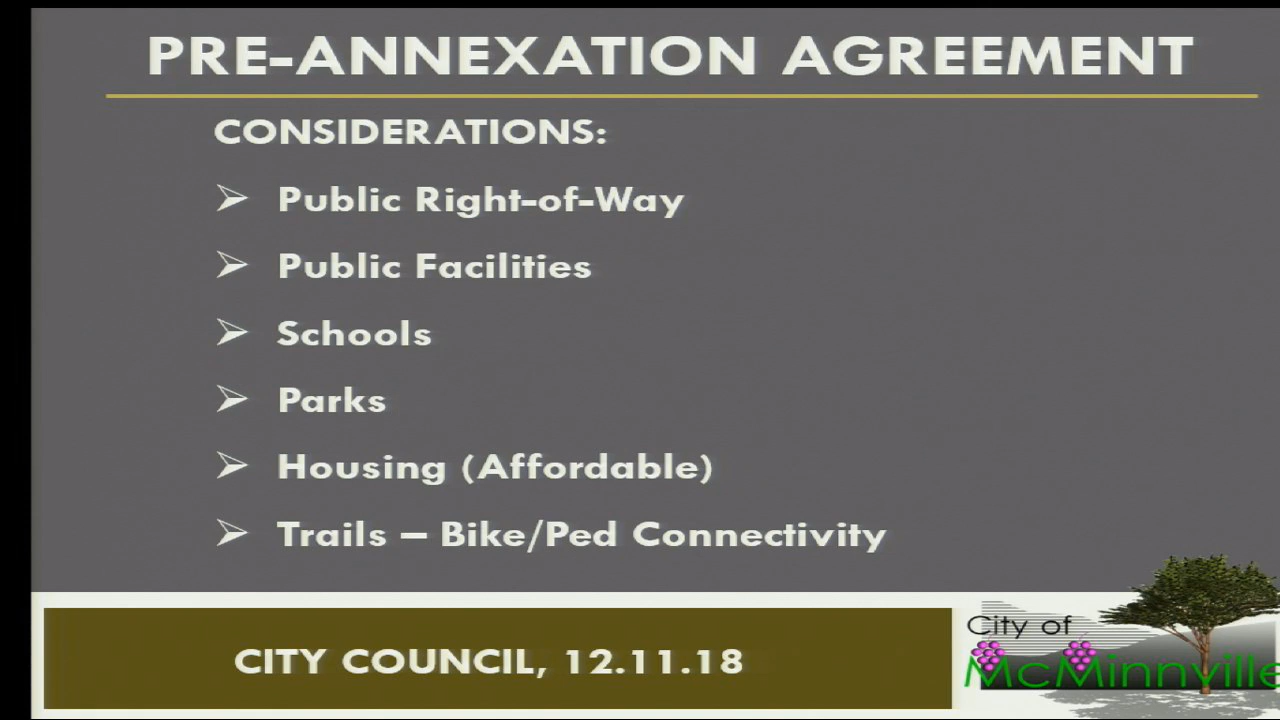 PRE-ANNEXATION AGREEMENT
CONSIDERATIONS:
➢ Public Right-of-Way
➢ Public Facilities
➢ Schools
➢ Parks
➢ Housing (Affordable)
➢ Trails – Bike/Ped Connectivity
CITY COUNCIL, 12.11.18
City of
McMinnville